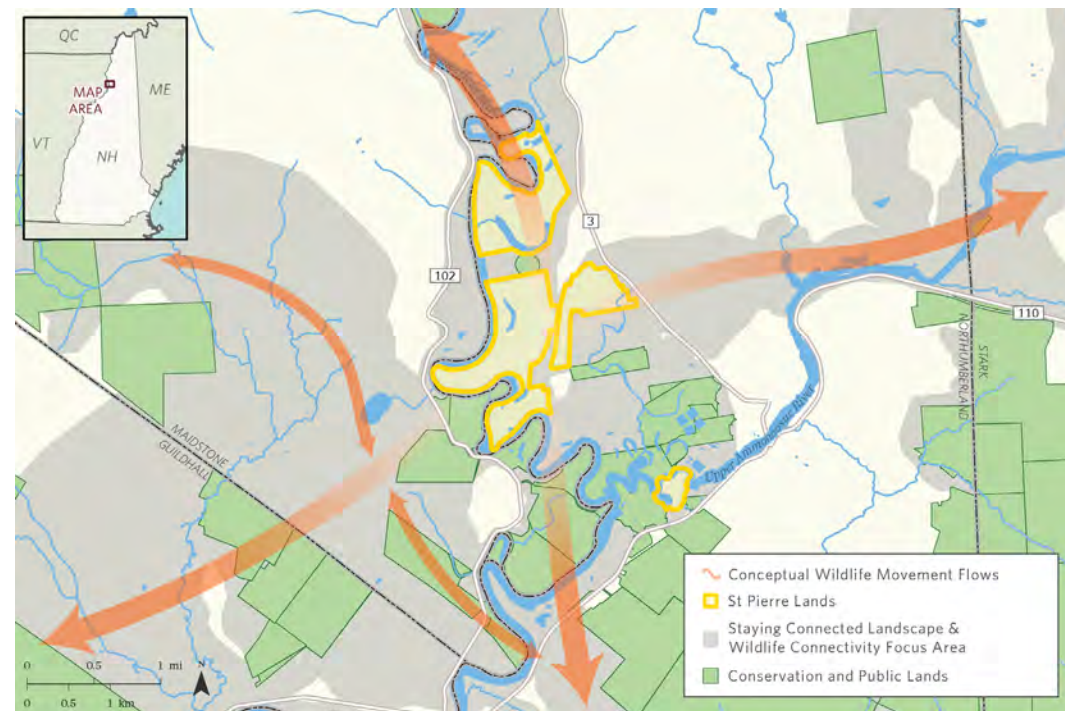 QC
MAP
AREA
ME
VT
NH
102
3
110
STARK
NORTHUMBERLAND
MAIDSTONE
GUILDHALL
Upper Ammonoosuc River
Conceptual Wildlife Movement Flows
St Pierre Lands
Staying Connected Landscape &
Wildlife Connectivity Focus Area
Conservation and Public Lands
0 0.5 1 mi
N
0 0.5 1 km